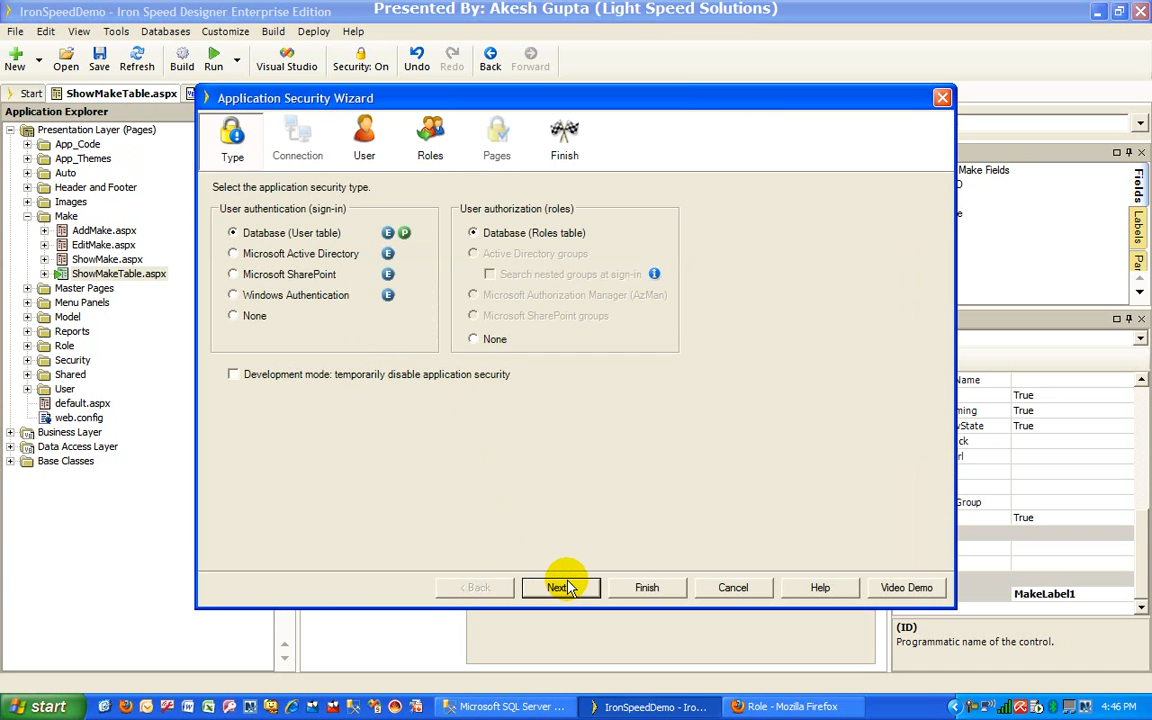 IronSpeedDemo - Iron Speed Designer Enterprise Edition
Presented By: Akesh Gupta (Light Speed Solutions)
File Edit View Tools Databases Customize Build Deploy Help
New Open Save Refresh Build Run Visual Studio Security: On Undo Redo Back Forward
Start ShowMakeTable.aspx
Application Explorer
Presentation Layer (Pages)
App_Code
App_Themes
Auto
Header and Footer
Images
Make
AddMake.aspx
EditMake.aspx
ShowMake.aspx
ShowMakeTable.aspx
Master Pages
Menu Panels
Model
Reports
Role
Security
Shared
User
default.aspx
web.config
Business Layer
Data Access Layer
Base Classes
Application Security Wizard
Type Connection User Roles Pages Finish
Select the application security type.
User authentication (sign-in)
Database (User table) E P
Microsoft Active Directory E
Microsoft SharePoint E
Windows Authentication E
None
User authorization (roles)
Database (Roles table)
Active Directory groups
Search nested groups at sign-in
Microsoft Authorization Manager (AzMan)
Microsoft SharePoint groups
None
Development mode: temporarily disable application security
< Back Next Finish Cancel Help Video Demo
Make Fields
Fields
Labels
Name
True
ming True
wState True
ck
rl
Group
True
MakeLabel1
(ID)
Programmatic name of the control.
start
Microsoft SQL Server ...
IronSpeedDemo - Iro...
Role - Mozilla Firefox
4:46 PM